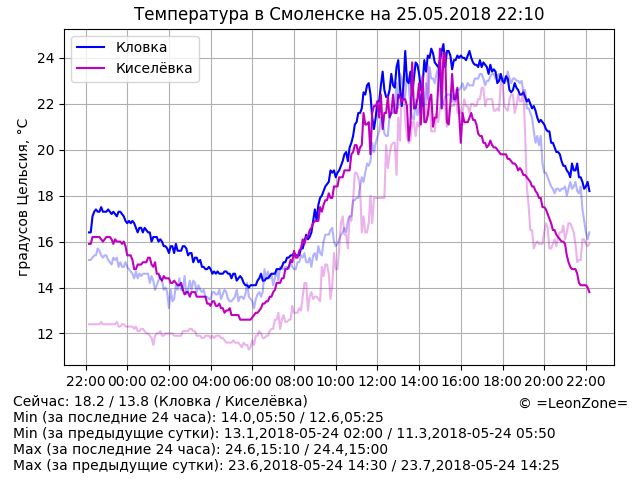 Температура в Смоленске на 25.05.2018 22:10
Кловка
Киселёвка
градусов Цельсия, °C
24
22
20
18
16
14
12
22:00 00:00 02:00 04:00 06:00 08:00 10:00 12:00 14:00 16:00 18:00 20:00 22:00
Сейчас: 18.2 / 13.8 (Кловка / Киселёвка)
© =LeonZone=
Min (за последние 24 часа): 14.0,05:50 / 12.6,05:25
Min (за предыдущие сутки): 13.1,2018-05-24 02:00 / 11.3,2018-05-24 05:50
Max (за последние 24 часа): 24.6,15:10 / 24.4,15:00
Max (за предыдущие сутки): 23.6,2018-05-24 14:30 / 23.7,2018-05-24 14:25